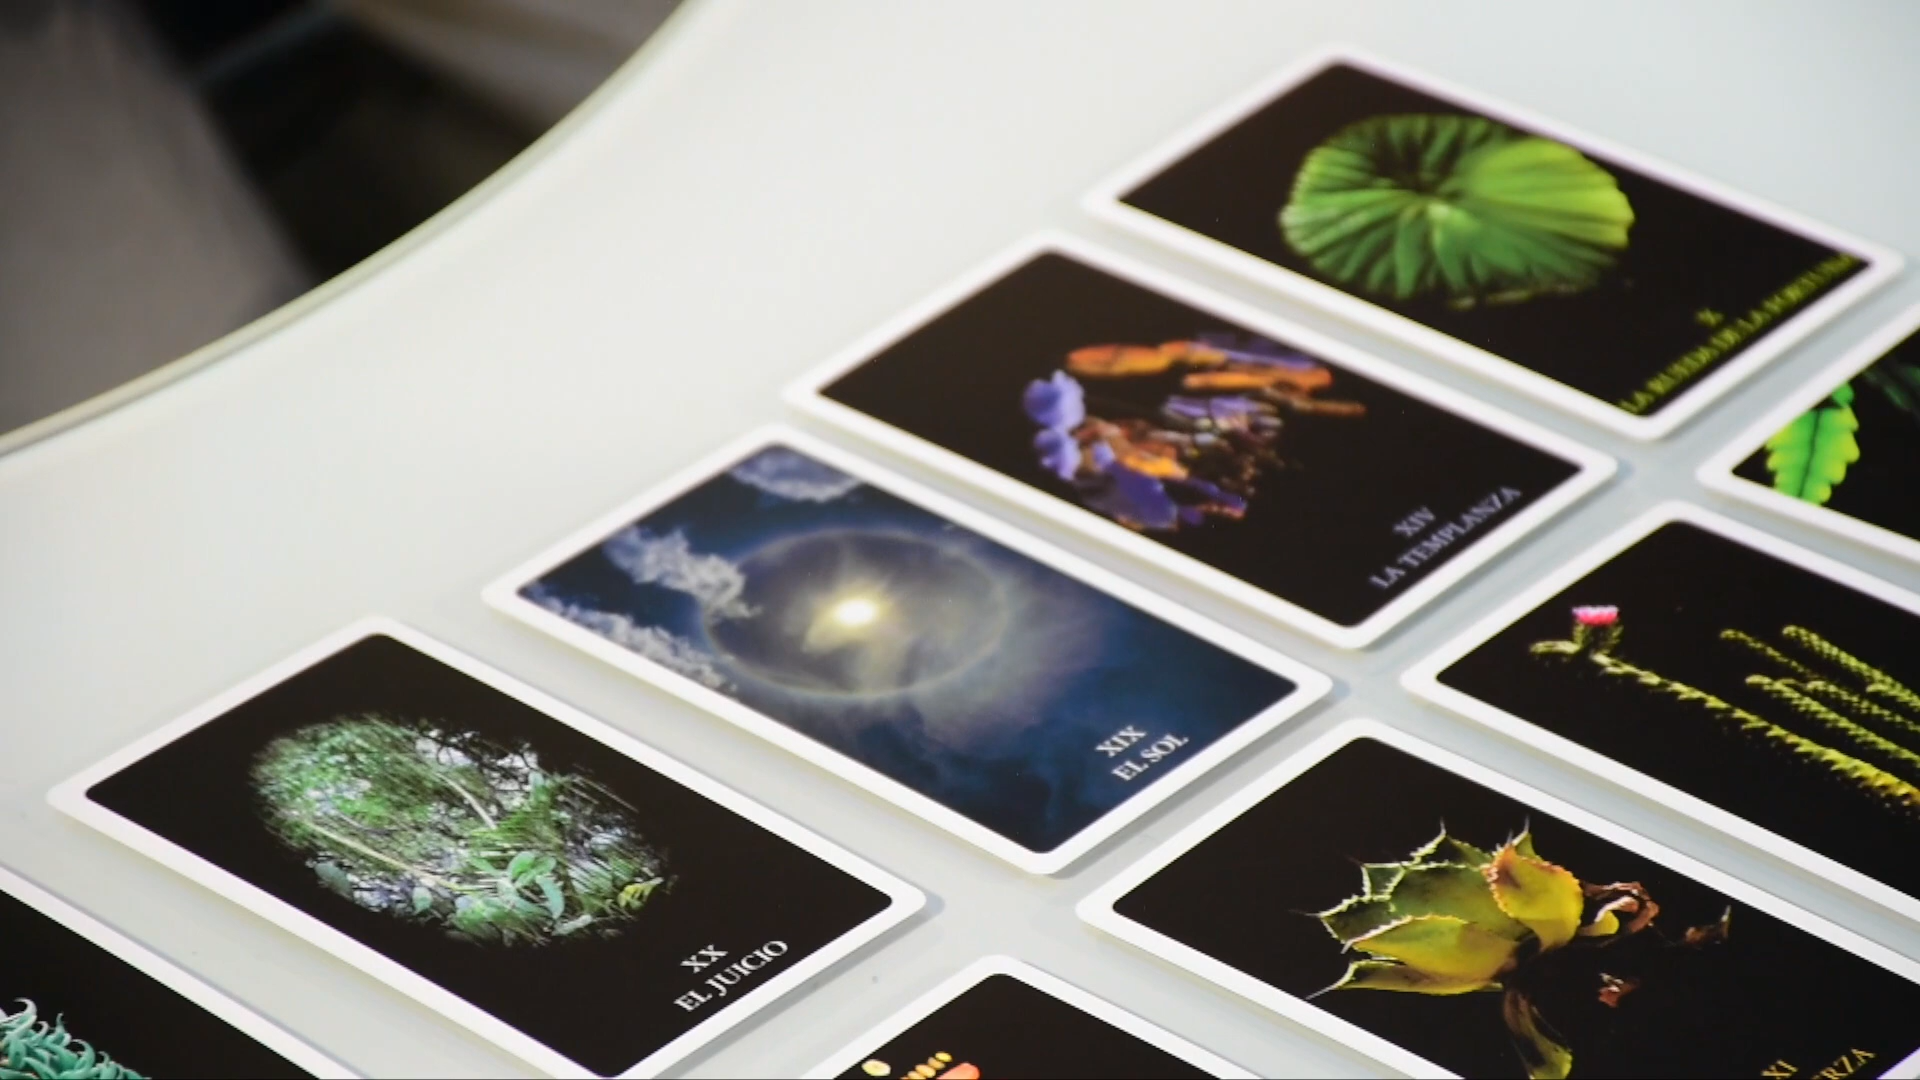 X
LA RUEDA DE LA FORTUNA
XIV
LA TEMPLANZA
XIX
EL SOL
XX
EL JUICIO
XI